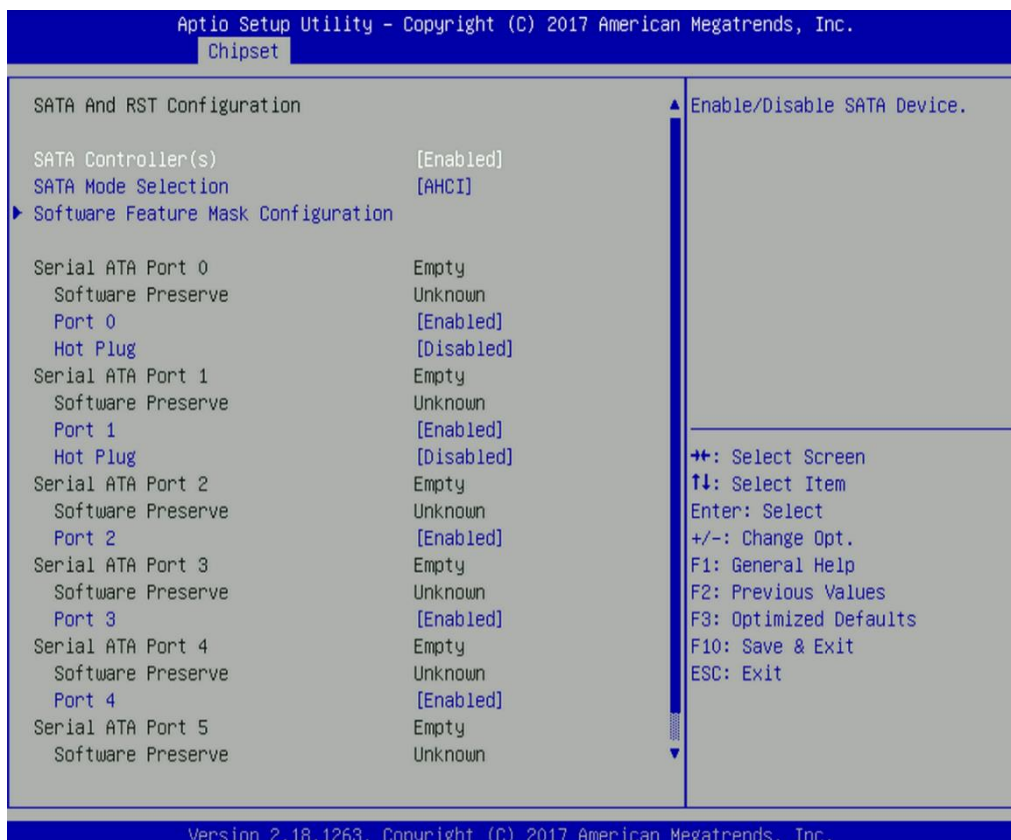 Aptio Setup Utility – Copyright (C) 2017 American Megatrends, Inc.
Chipset
SATA And RST Configuration
SATA Controller(s) [Enabled]
SATA Mode Selection [AHCI]
▶ Software Feature Mask Configuration
Serial ATA Port 0 Empty
Software Preserve Unknown
Port 0 [Enabled]
Hot Plug [Disabled]
Serial ATA Port 1 Empty
Software Preserve Unknown
Port 1 [Enabled]
Hot Plug [Disabled]
Serial ATA Port 2 Empty
Software Preserve Unknown
Port 2 [Enabled]
Serial ATA Port 3 Empty
Software Preserve Unknown
Port 3 [Enabled]
Serial ATA Port 4 Empty
Software Preserve Unknown
Port 4 [Enabled]
Serial ATA Port 5 Empty
Software Preserve Unknown
Enable/Disable SATA Device.
→←: Select Screen
↑↓: Select Item
Enter: Select
+/-: Change Opt.
F1: General Help
F2: Previous Values
F3: Optimized Defaults
F10: Save & Exit
ESC: Exit
Version 2.18.1263. Copyright (C) 2017 American Megatrends, Inc.